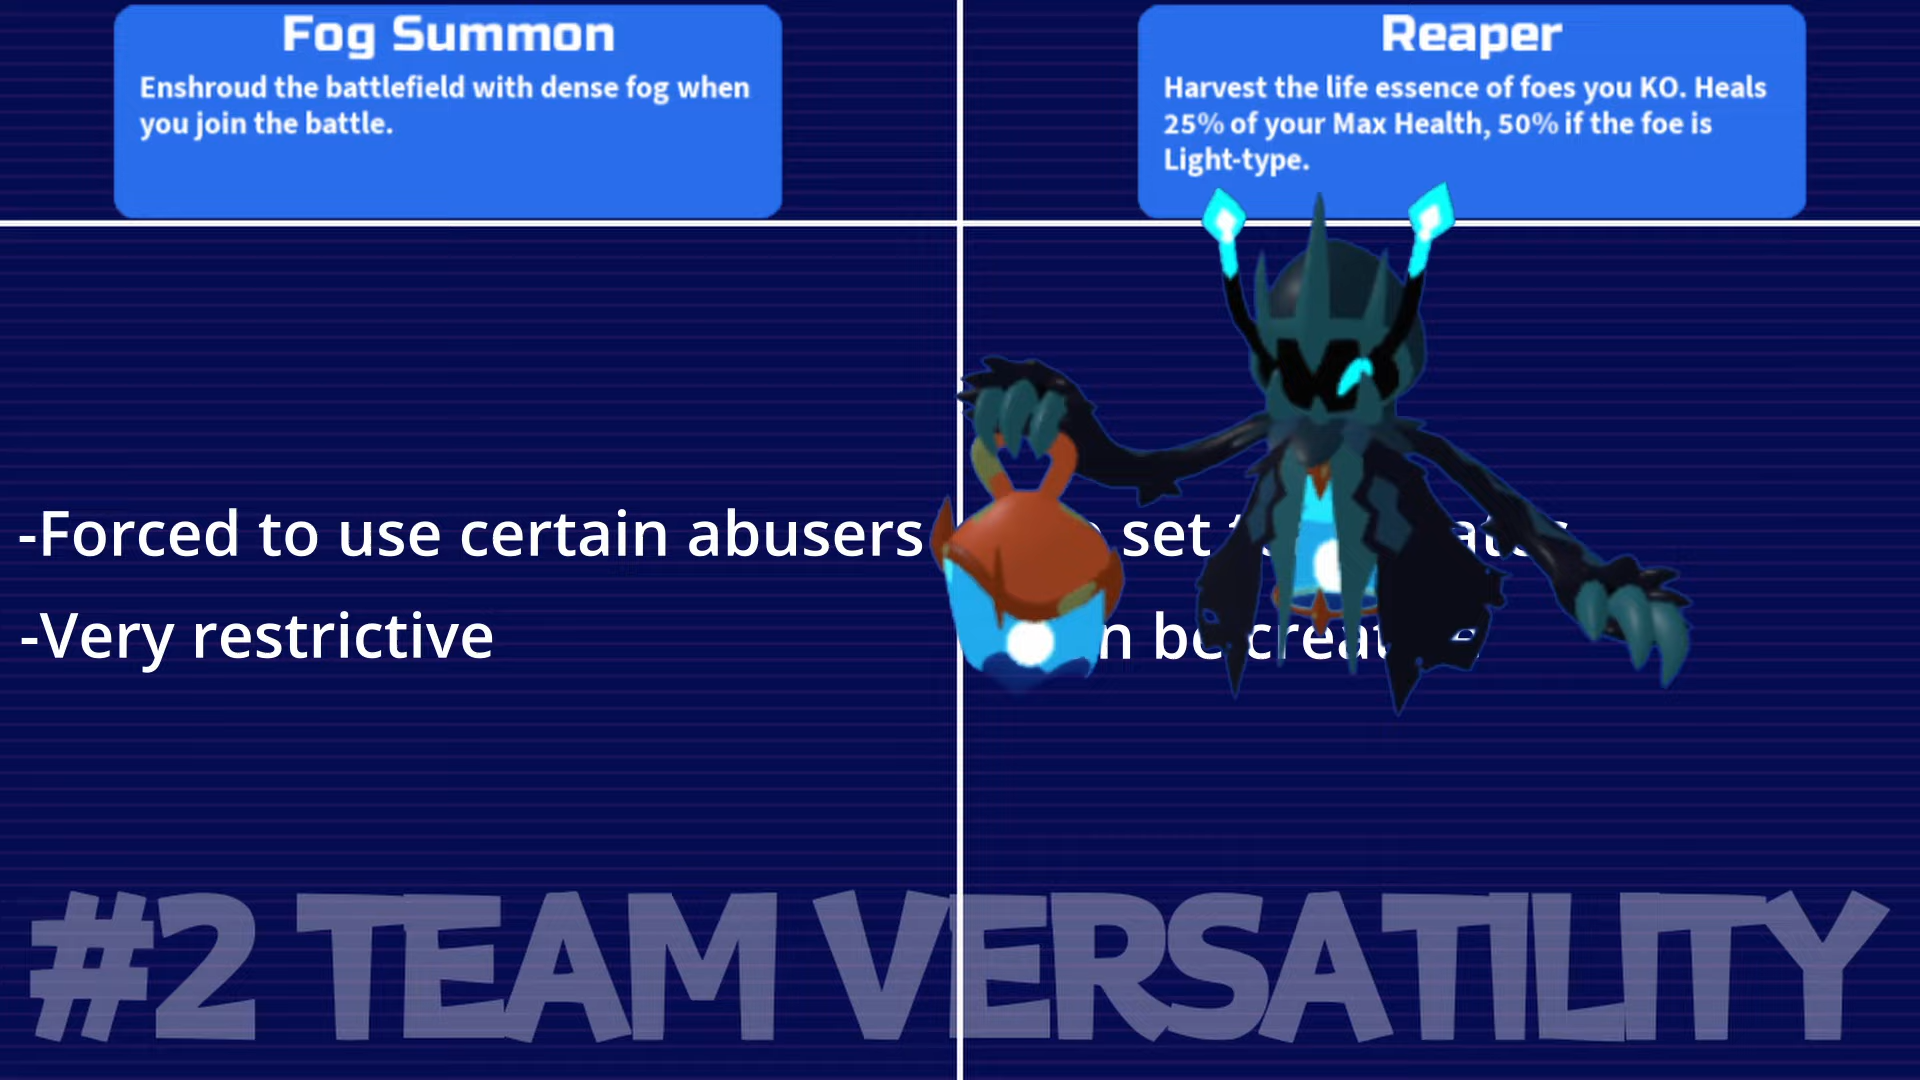 Fog Summon
Enshroud the battlefield with dense fog when
you join the battle.
Reaper
Harvest the life essence of foes you KO. Heals
25% of your Max Health, 50% if the foe is
Light-type.
-Forced to use certain abusers
-Very restrictive
set
be
#2 TEAM VERSATILITY